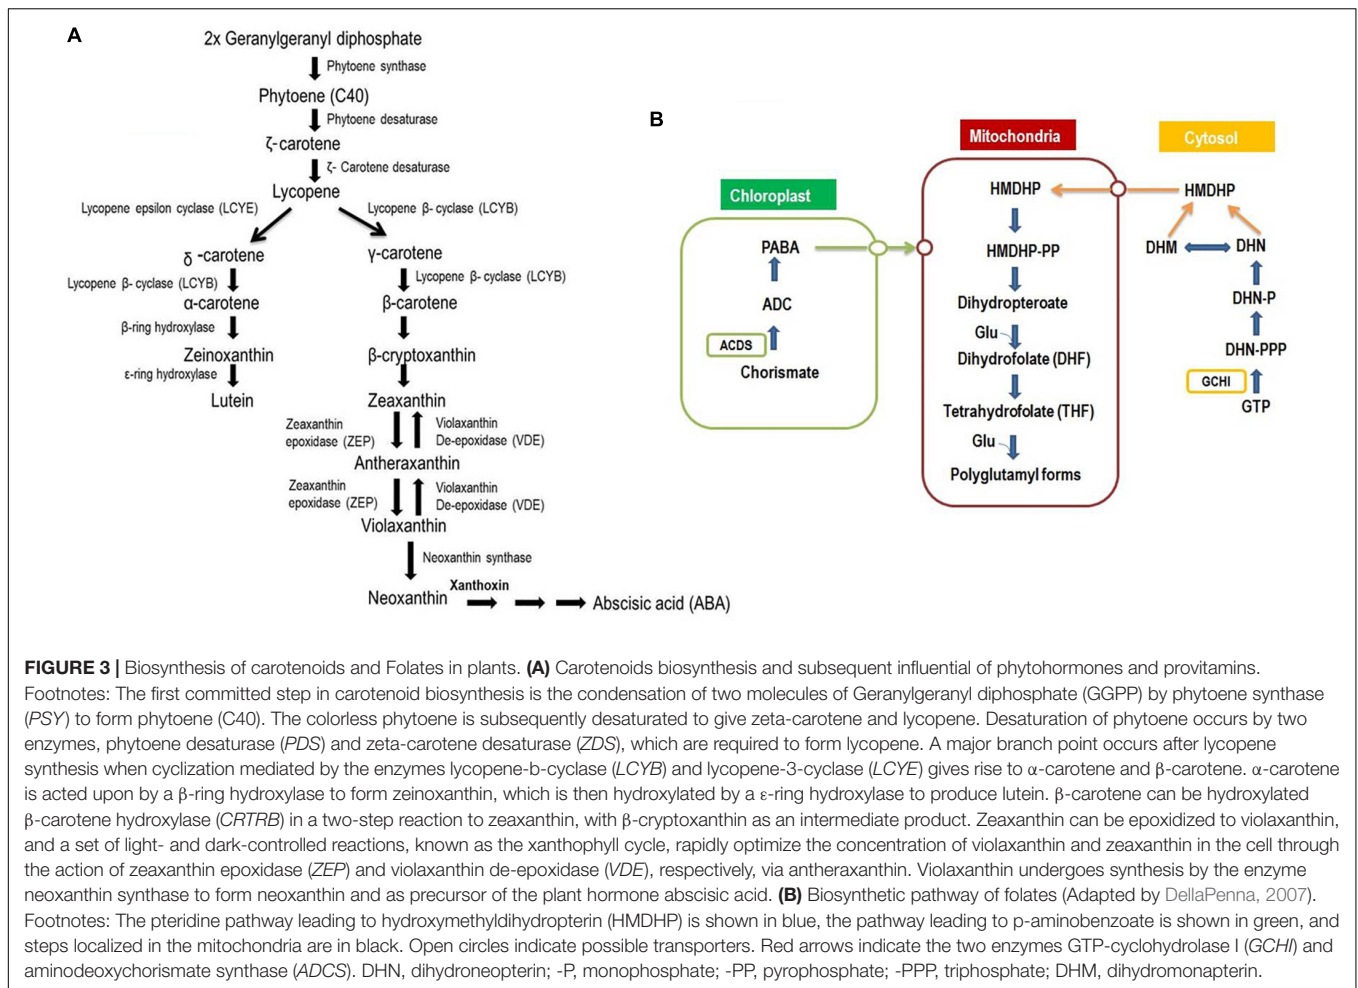 A
2x Geranylgeranyl diphosphate
Phytoene synthase
Phytoene (C40)
Phytoene desaturase
ζ-carotene
ζ- Carotene desaturase
Lycopene
Lycopene epsilon cyclase (LCYE)
Lycopene β-cyclase (LCYB)
δ -carotene
γ-carotene
Lycopene β-cyclase (LCYB)
Lycopene β-cyclase (LCYB)
α-carotene
β-carotene
β-ring hydroxylase
Zeinoxanthin
β-cryptoxanthin
ε-ring hydroxylase
Lutein
Zeaxanthin
Zeaxanthin
epoxidase (ZEP)
Violaxanthin
De-epoxidase (VDE)
Antheraxanthin
Zeaxanthin
epoxidase (ZEP)
Violaxanthin
De-epoxidase (VDE)
Violaxanthin
Neoxanthin synthase
Neoxanthin
Xanthoxin
Abscisic acid (ABA)
B
Chloroplast
PABA
ADC
ACDS
Chorismate
Mitochondria
HMDHP
HMDHP-PP
Dihydropteroate
Glu
Dihydrofolate (DHF)
Tetrahydrofolate (THF)
Glu
Polyglutamyl forms
Cytosol
HMDHP
DHM
DHN
DHN-P
DHN-PPP
GCHI
GTP
FIGURE 3 | Biosynthesis of carotenoids and Folates in plants. (A) Carotenoids biosynthesis and subsequent influential of phytohormones and provitamins.
Footnotes: The first committed step in carotenoid biosynthesis is the condensation of two molecules of Geranylgeranyl diphosphate (GGPP) by phytoene synthase
(PSY) to form phytoene (C40). The colorless phytoene is subsequently desaturated to give zeta-carotene and lycopene. Desaturation of phytoene occurs by two
enzymes, phytoene desaturase (PDS) and zeta-carotene desaturase (ZDS), which are required to form lycopene. A major branch point occurs after lycopene
synthesis when cyclization mediated by the enzymes lycopene-b-cyclase (LCYB) and lycopene-3-cyclase (LCYE) gives rise to α-carotene and β-carotene. α-carotene
is acted upon by a β-ring hydroxylase to form zeinoxanthin, which is then hydroxylated by a ε-ring hydroxylase to produce lutein. β-carotene can be hydroxylated
β-carotene hydroxylase (CRTRB) in a two-step reaction to zeaxanthin, with β-cryptoxanthin as an intermediate product. Zeaxanthin can be epoxidized to violaxanthin,
and a set of light- and dark-controlled reactions, known as the xanthophyll cycle, rapidly optimize the concentration of violaxanthin and zeaxanthin in the cell through
the action of zeaxanthin epoxidase (ZEP) and violaxanthin de-epoxidase (VDE), respectively, via antheraxanthin. Violaxanthin undergoes synthesis by the enzyme
neoxanthin synthase to form neoxanthin and as precursor of the plant hormone abscisic acid. (B) Biosynthetic pathway of folates (Adapted by DellaPenna, 2007).
Footnotes: The pteridine pathway leading to hydroxymethyldihydropterin (HMDHP) is shown in blue, the pathway leading to p-aminobenzoate is shown in green, and
steps localized in the mitochondria are in black. Open circles indicate possible transporters. Red arrows indicate the two enzymes GTP-cyclohydrolase I (GCHI) and
aminodeoxychorismate synthase (ADCS). DHN, dihydroneopterin; -P, monophosphate; -PP, pyrophosphate; -PPP, triphosphate; DHM, dihydromonapterin.